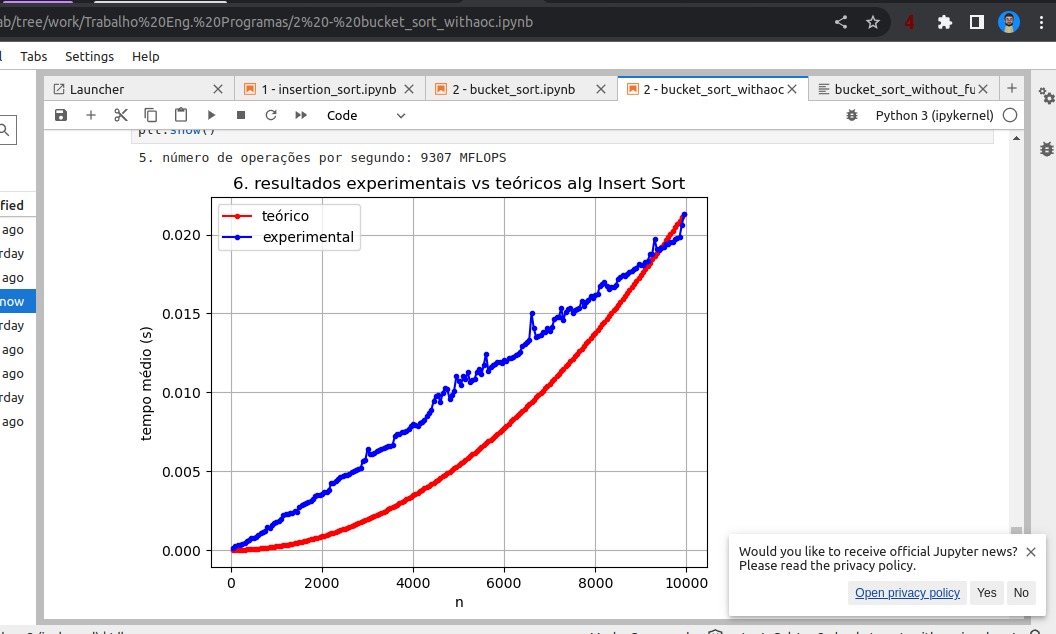 ab/tree/work/Trabalho%20Eng.%20Programas/2%20-%20bucket_sort_withaoc.ipynb
4
Tabs Settings Help
Launcher
1 - insertion_sort.ipynb
2 - bucket_sort.ipynb
2 - bucket_sort_withaoc
bucket_sort_without_fu
Code
Python 3 (ipykernel)
plt.show()
5. número de operações por segundo: 9307 MFLOPS
6. resultados experimentais vs teóricos alg Insert Sort
teórico
experimental
0.020
0.015
0.010
0.005
0.000
tempo médio (s)
0 2000 4000 6000 8000 10000
n
fied
ago
rday
ago
now
rday
ago
ago
rday
ago
Would you like to receive official Jupyter news?
Please read the privacy policy.
Open privacy policy Yes No